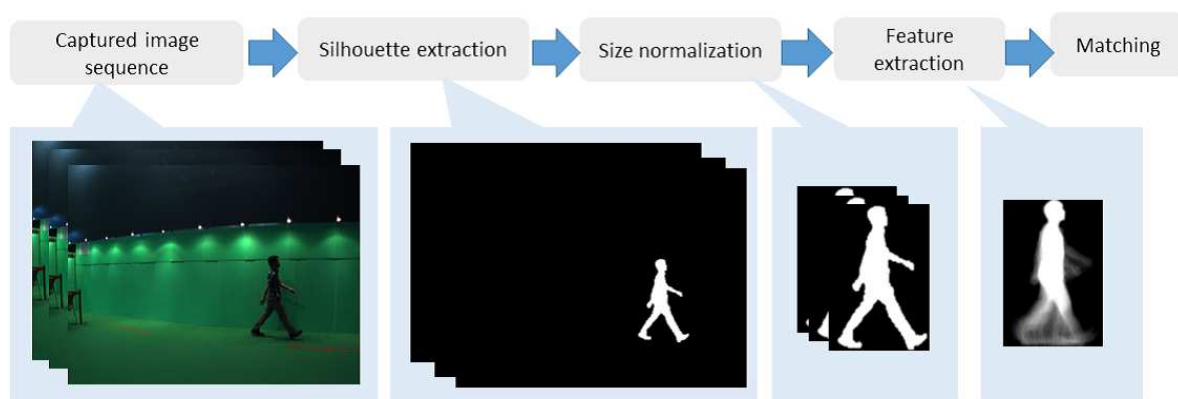 Captured image
sequence
Silhouette extraction
Size normalization
Feature
extraction
Matching